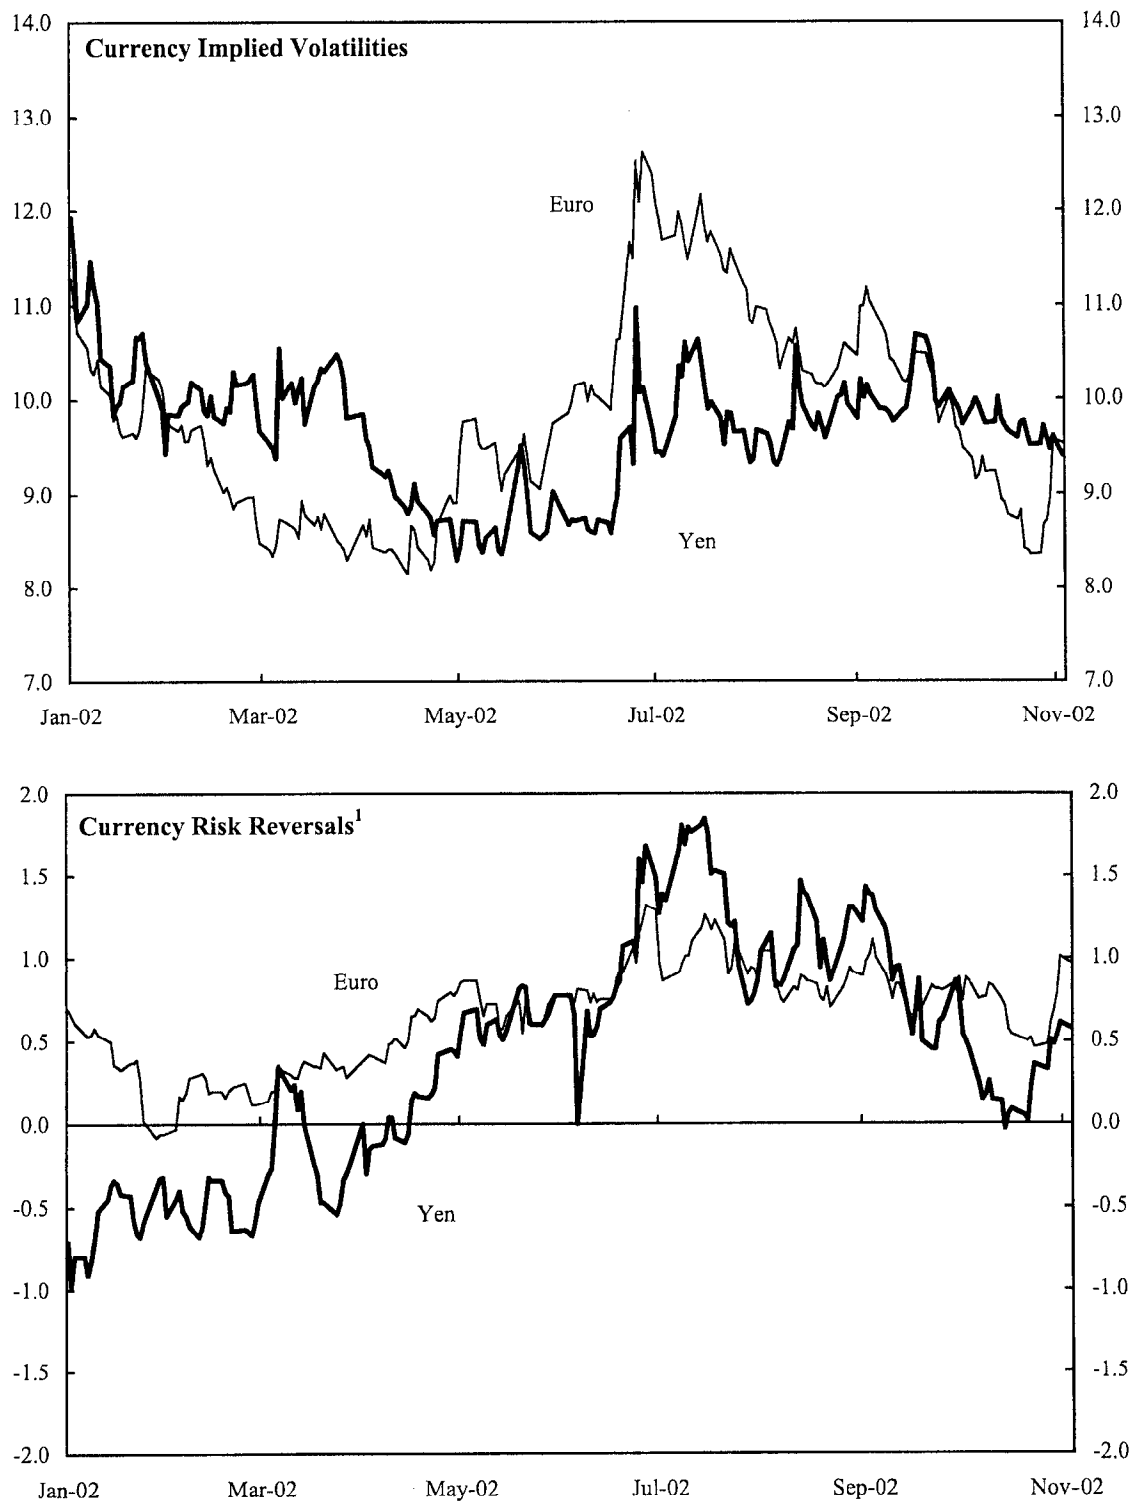 14.0 14.0
Currency Implied Volatilities
13.0 13.0
Euro
12.0 12.0
11.0 11.0
10.0 10.0
9.0 9.0
Yen
8.0 8.0
7.0 7.0
Jan-02 Mar-02 May-02 Jul-02 Sep-02 Nov-02
2.0 2.0
Currency Risk Reversals¹
1.5 1.5
1.0 1.0
Euro
0.5 0.5
0.0 0.0
-0.5 -0.5
Yen
-1.0 -1.0
-1.5 -1.5
-2.0 -2.0
Jan-02 Mar-02 May-02 Jul-02 Sep-02 Nov-02